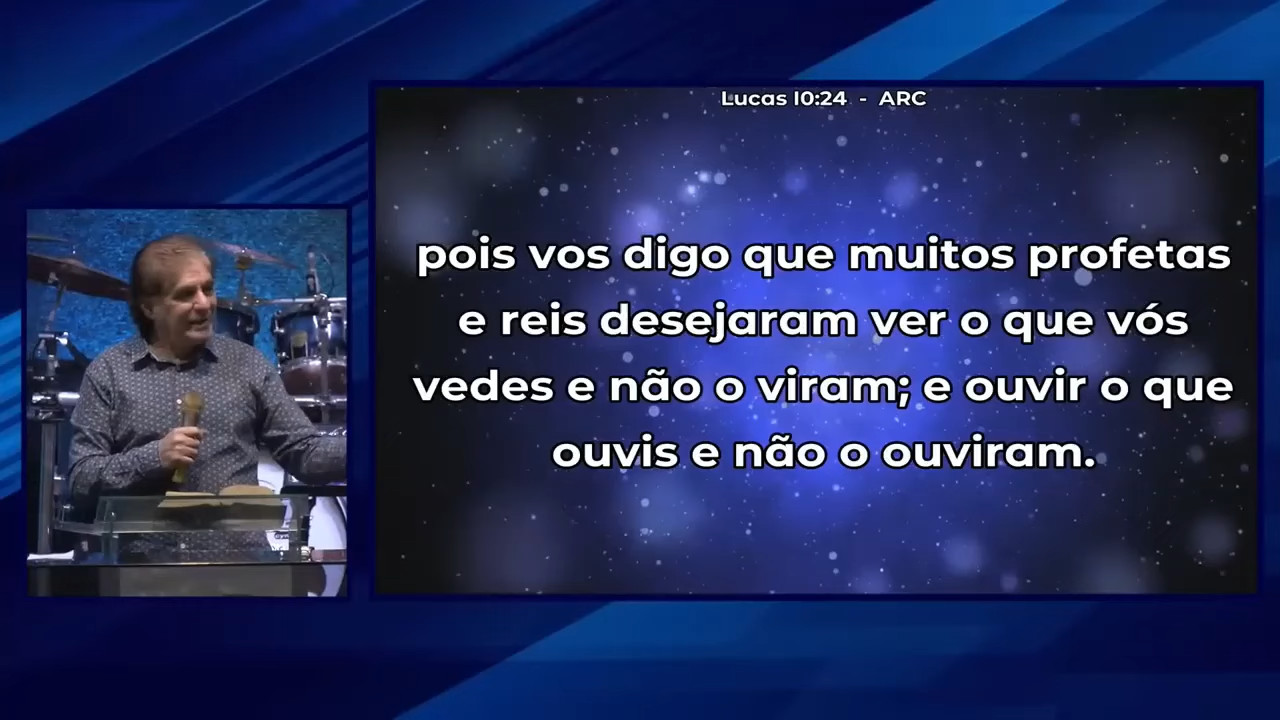 Lucas 10:24 - ARC
pois vos digo que muitos profetas
e reis desejaram ver o que vós
vedes e não o viram; e ouvir o que
ouvis e não o ouviram.